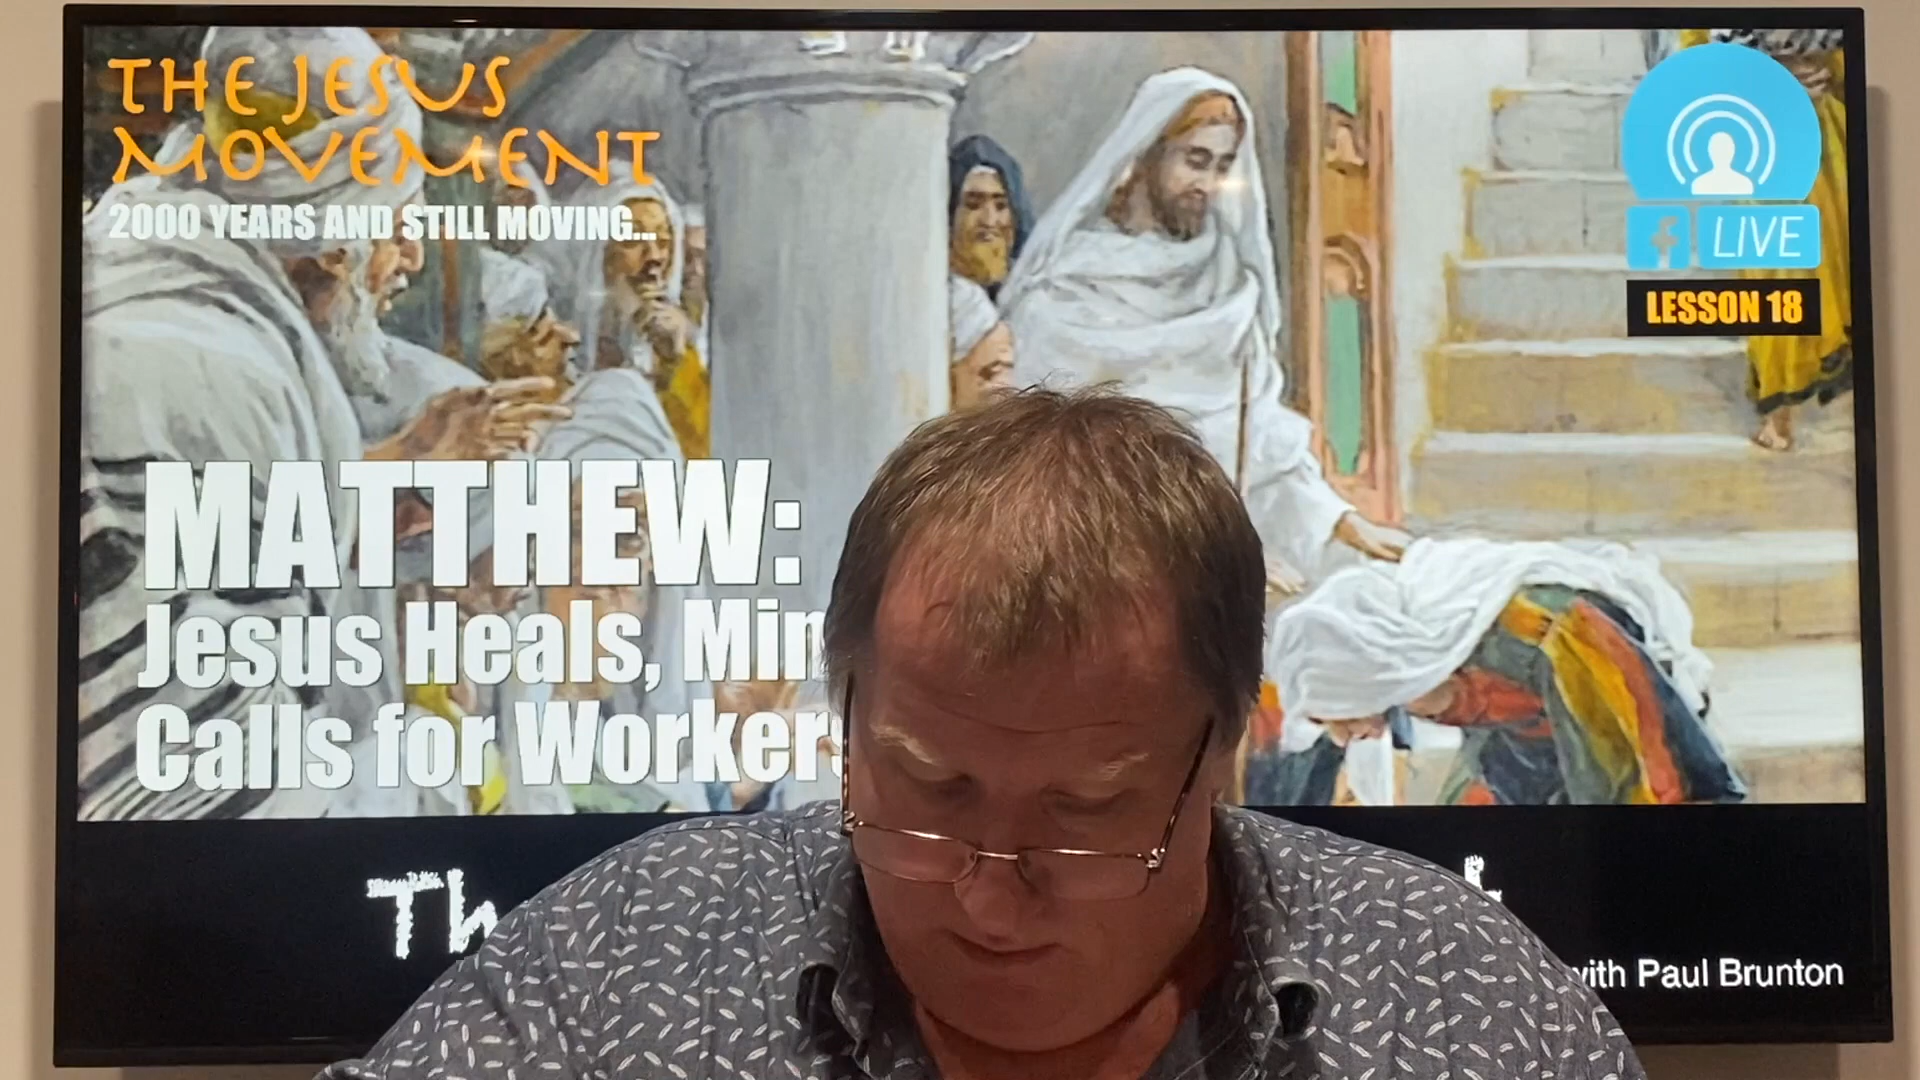 THE JESUS
MOVEMENT
2000 YEARS AND STILL MOVING...
f LIVE
LESSON 18
MATTHEW:
Jesus Heals, Min
Calls for Workers
Th
with Paul Brunton